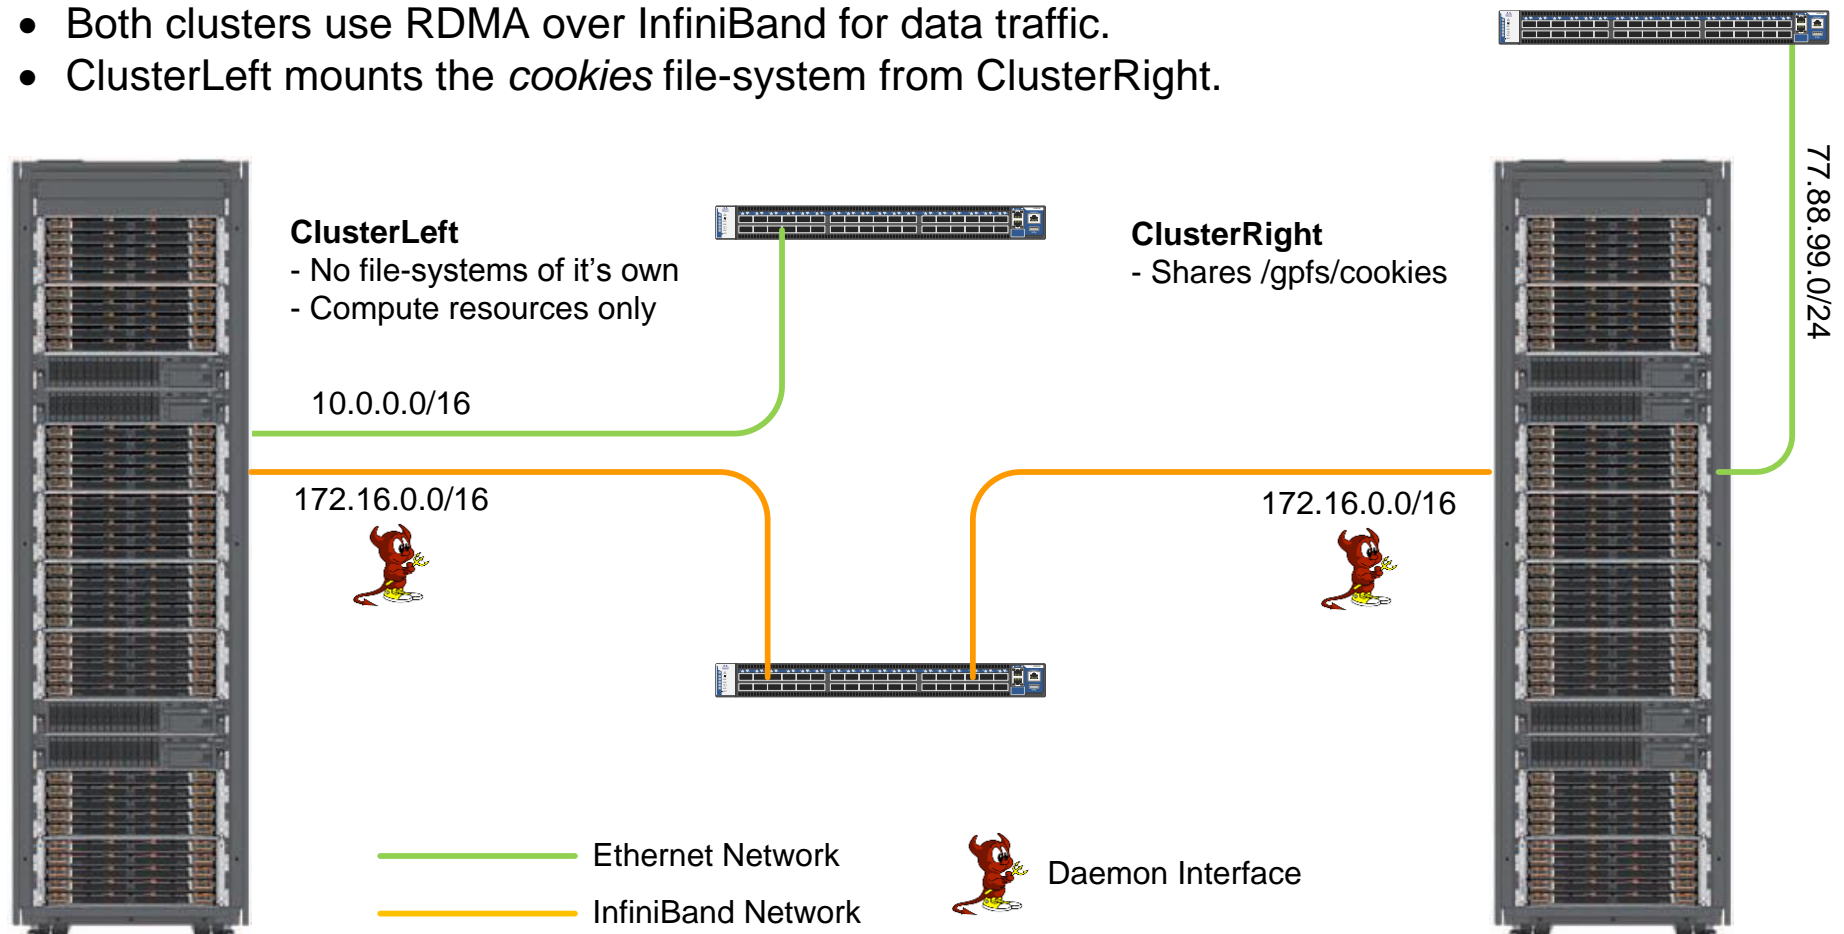 • Both clusters use RDMA over InfiniBand for data traffic.
• ClusterLeft mounts the cookies file-system from ClusterRight.
77.88.99.0/24
ClusterLeft
- No file-systems of it's own
- Compute resources only
ClusterRight
- Shares /gpfs/cookies
10.0.0.0/16
172.16.0.0/16
172.16.0.0/16
Ethernet Network
InfiniBand Network
Daemon Interface